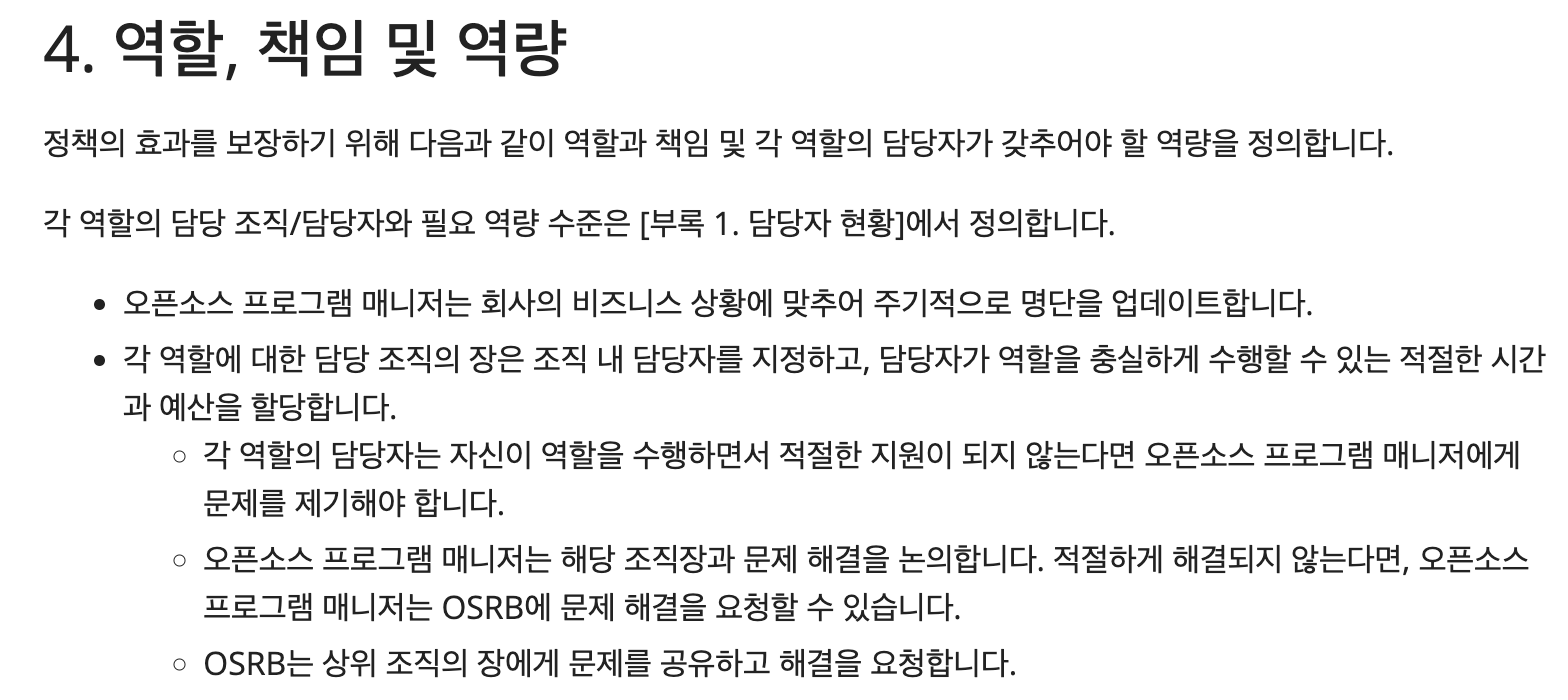 4. 역할, 책임 및 역량
정책의 효과를 보장하기 위해 다음과 같이 역할과 책임 및 각 역할의 담당자가 갖추어야 할 역량을 정의합니다.
각 역할의 담당 조직/담당자와 필요 역량 수준은 [부록 1. 담당자 현황]에서 정의합니다.
• 오픈소스 프로그램 매니저는 회사의 비즈니스 상황에 맞추어 주기적으로 명단을 업데이트합니다.
• 각 역할에 대한 담당 조직의 장은 조직 내 담당자를 지정하고, 담당자가 역할을 충실하게 수행할 수 있는 적절한 시간
과 예산을 할당합니다.
◦ 각 역할의 담당자는 자신이 역할을 수행하면서 적절한 지원이 되지 않는다면 오픈소스 프로그램 매니저에게
문제를 제기해야 합니다.
◦ 오픈소스 프로그램 매니저는 해당 조직장과 문제 해결을 논의합니다. 적절하게 해결되지 않는다면, 오픈소스
프로그램 매니저는 OSRB에 문제 해결을 요청할 수 있습니다.
◦ OSRB는 상위 조직의 장에게 문제를 공유하고 해결을 요청합니다.